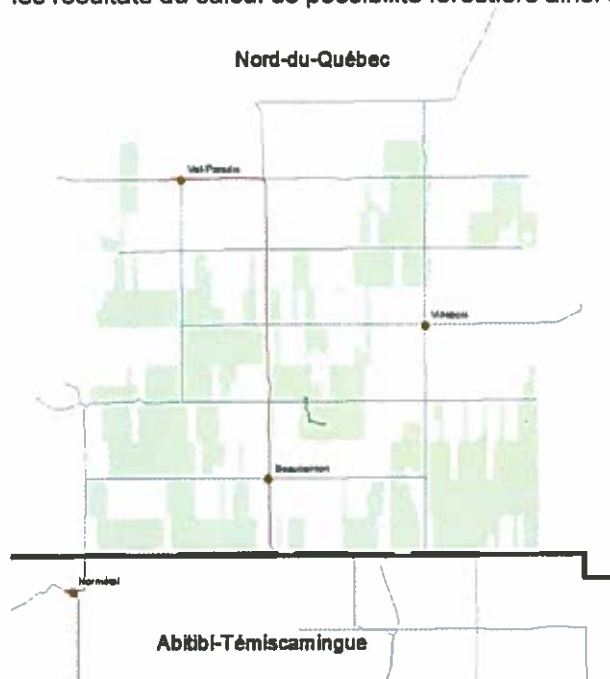 les résultats du calcul de possibilité forestière ainsi
Nord-du-Québec
Val-Paradis
Villebois
Beaucanton
Normétal
Abitibi-Témiscamingue